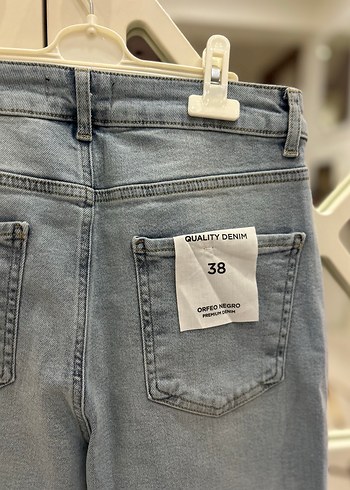 QUALITY DENIM
38
ORFEO NEGRO
PREMIUM DENIM